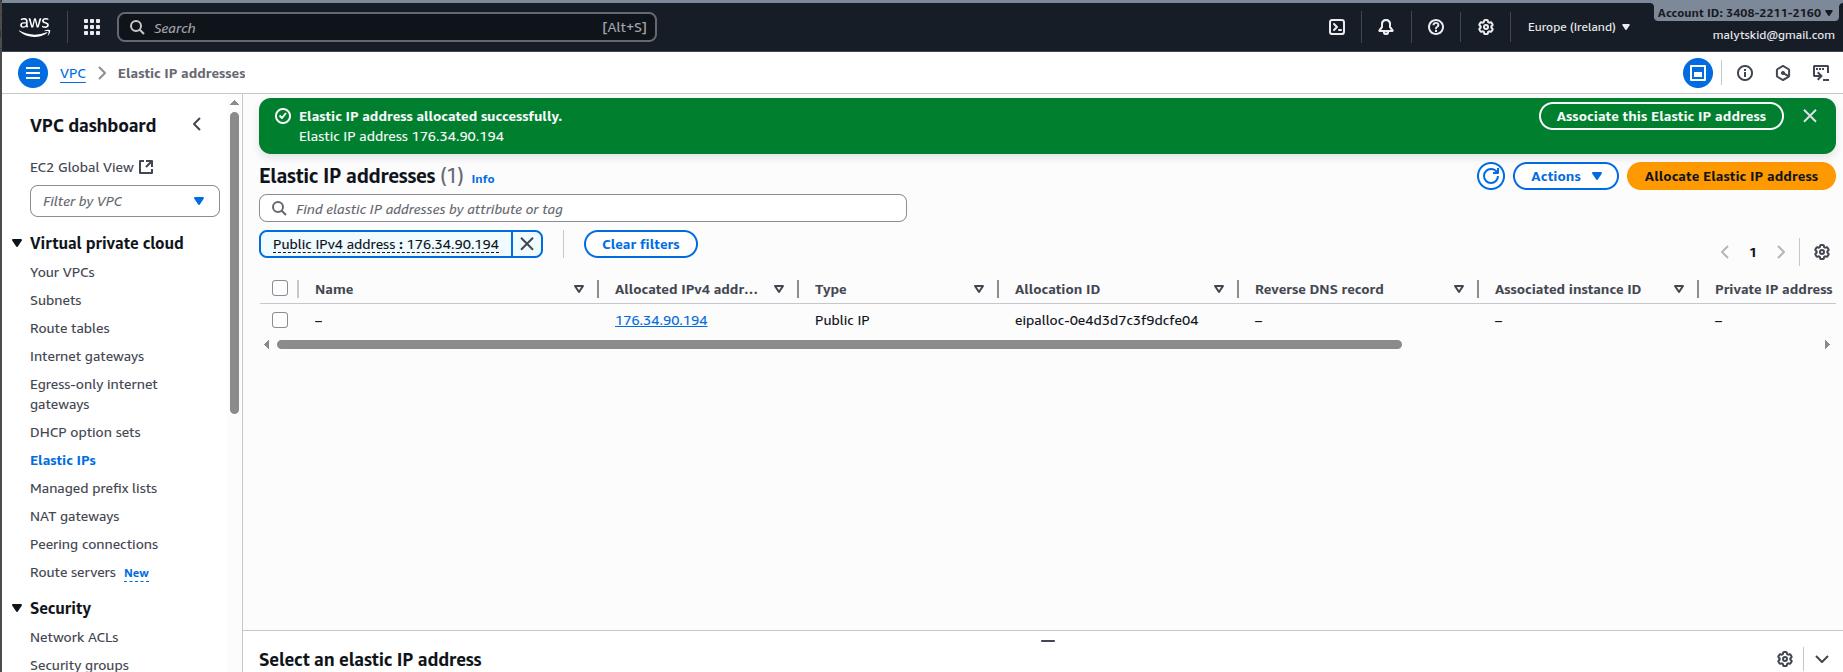 aws
Search [Alt+S]
Europe (Ireland)
Account ID: 3408-2211-2160
malytskid@gmail.com
VPC
Elastic IP addresses
VPC dashboard
EC2 Global View
Filter by VPC
Virtual private cloud
Your VPCs
Subnets
Route tables
Internet gateways
Egress-only internet
gateways
DHCP option sets
Elastic IPs
Managed prefix lists
NAT gateways
Peering connections
Route servers New
Security
Network ACLs
Security groups
Elastic IP address allocated successfully.
Elastic IP address 176.34.90.194
Associate this Elastic IP address
Elastic IP addresses (1) Info
Actions
Allocate Elastic IP address
Find elastic IP addresses by attribute or tag
Public IPv4 address : 176.34.90.194
Clear filters
1
Name Allocated IPv4 addr... Type Allocation ID Reverse DNS record Associated instance ID Private IP address
– 176.34.90.194 Public IP eipalloc-0e4d3d7c3f9dcfe04 – – –
Select an elastic IP address